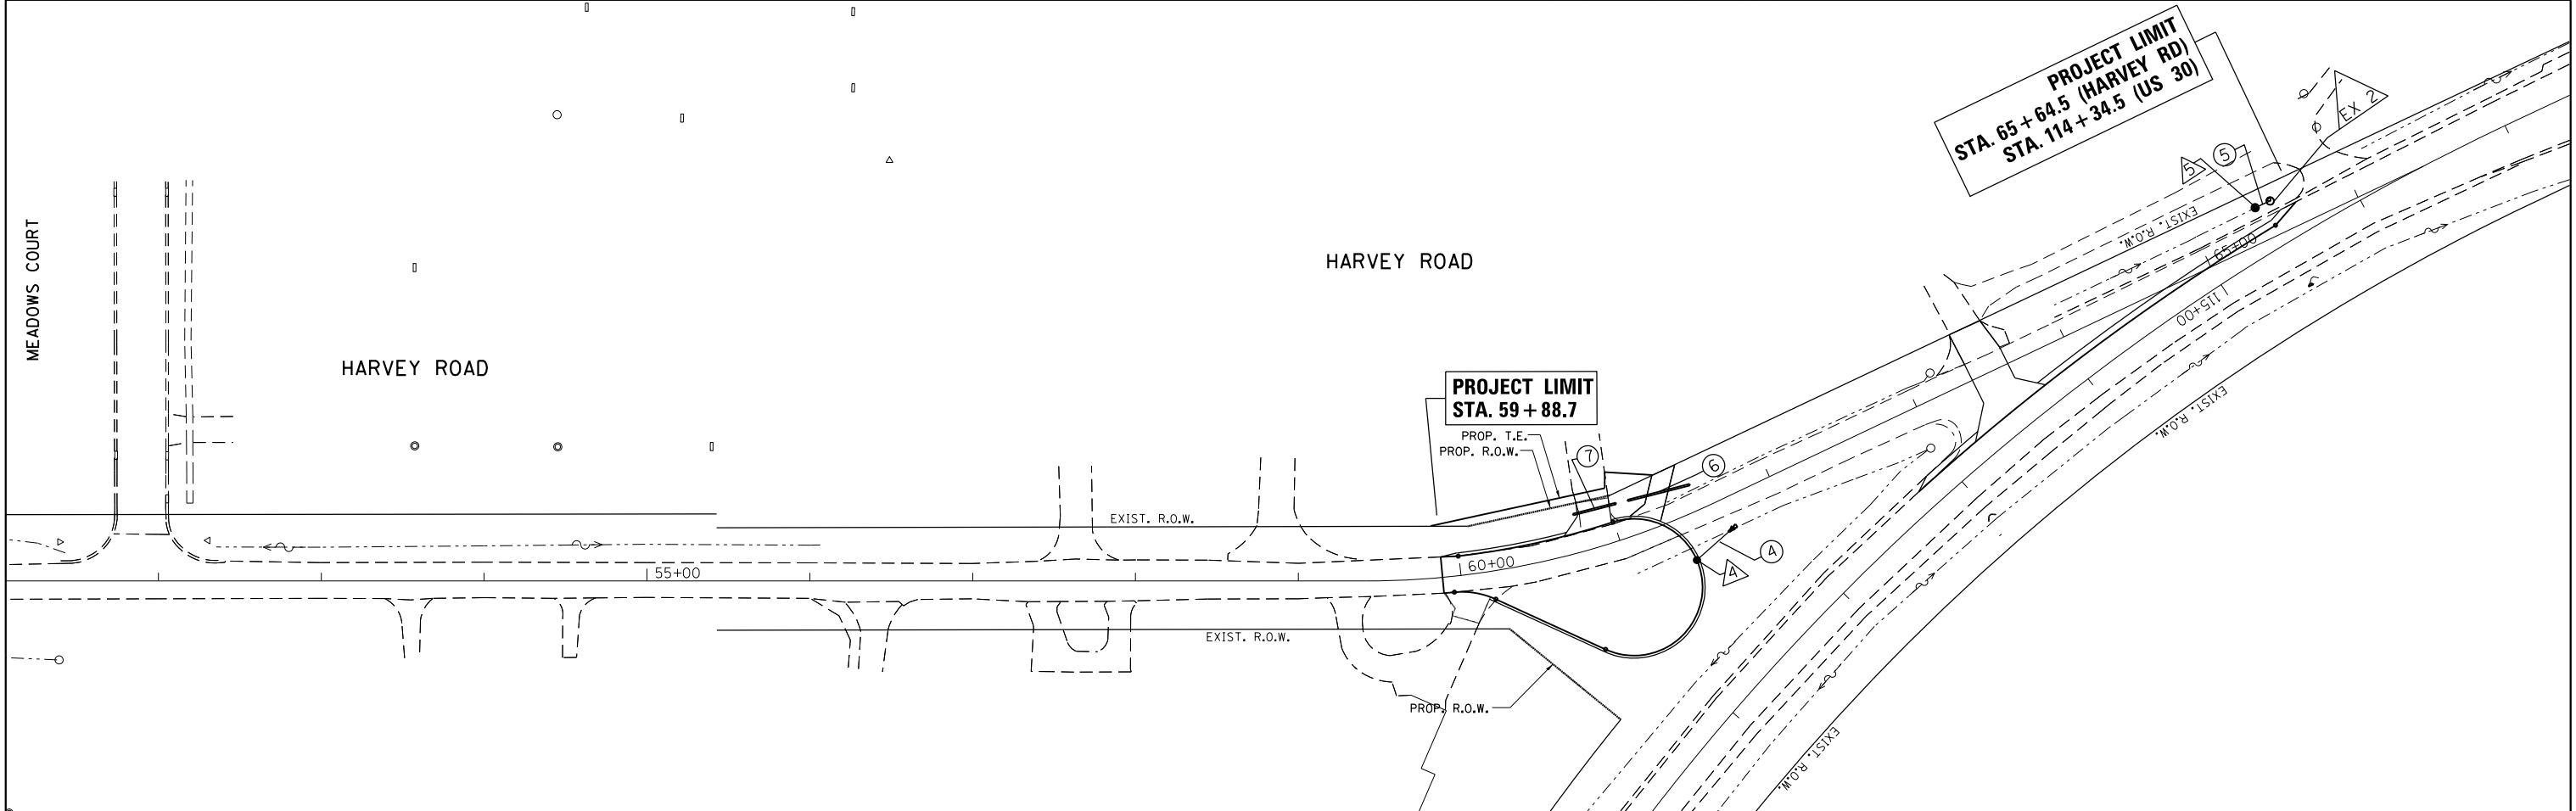 PROJECT LIMIT
STA. 65+64.5 (HARVEY RD)
STA. 114+34.5 (US 30)
EX 2
5
5
EXIST. R.O.W.
65+00
115+00
MEADOWS COURT
HARVEY ROAD
HARVEY ROAD
PROJECT LIMIT
STA. 59+88.7
PROP. T.E.
PROP. R.O.W.
7
6
EXIST. R.O.W.
EXIST. R.O.W.
4
4
55+00
60+00
EXIST. R.O.W.
PROP. R.O.W.
EXIST. R.O.W.